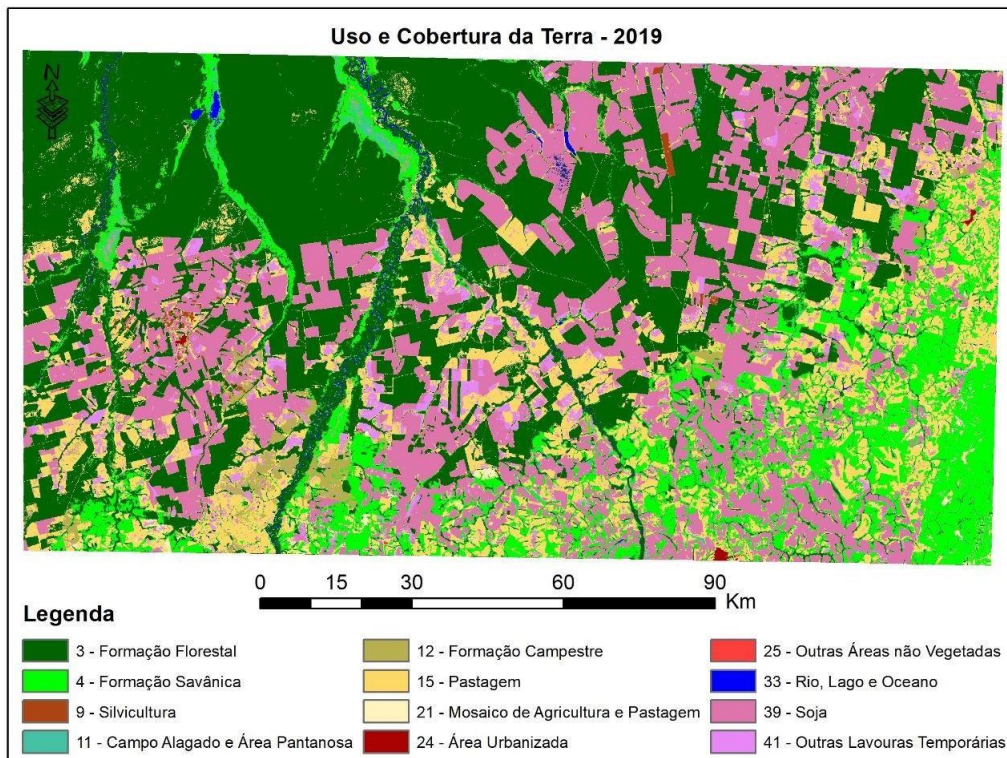 Uso e Cobertura da Terra - 2019
N
0 15 30 60 90
Km
Legenda
3 - Formação Florestal
4 - Formação Savânica
9 - Silvicultura
11 - Campo Alagado e Área Pantanosa
12 - Formação Campestre
15 - Pastagem
21 - Mosaico de Agricultura e Pastagem
24 - Área Urbanizada
25 - Outras Áreas não Vegetadas
33 - Rio, Lago e Oceano
39 - Soja
41 - Outras Lavouras Temporárias